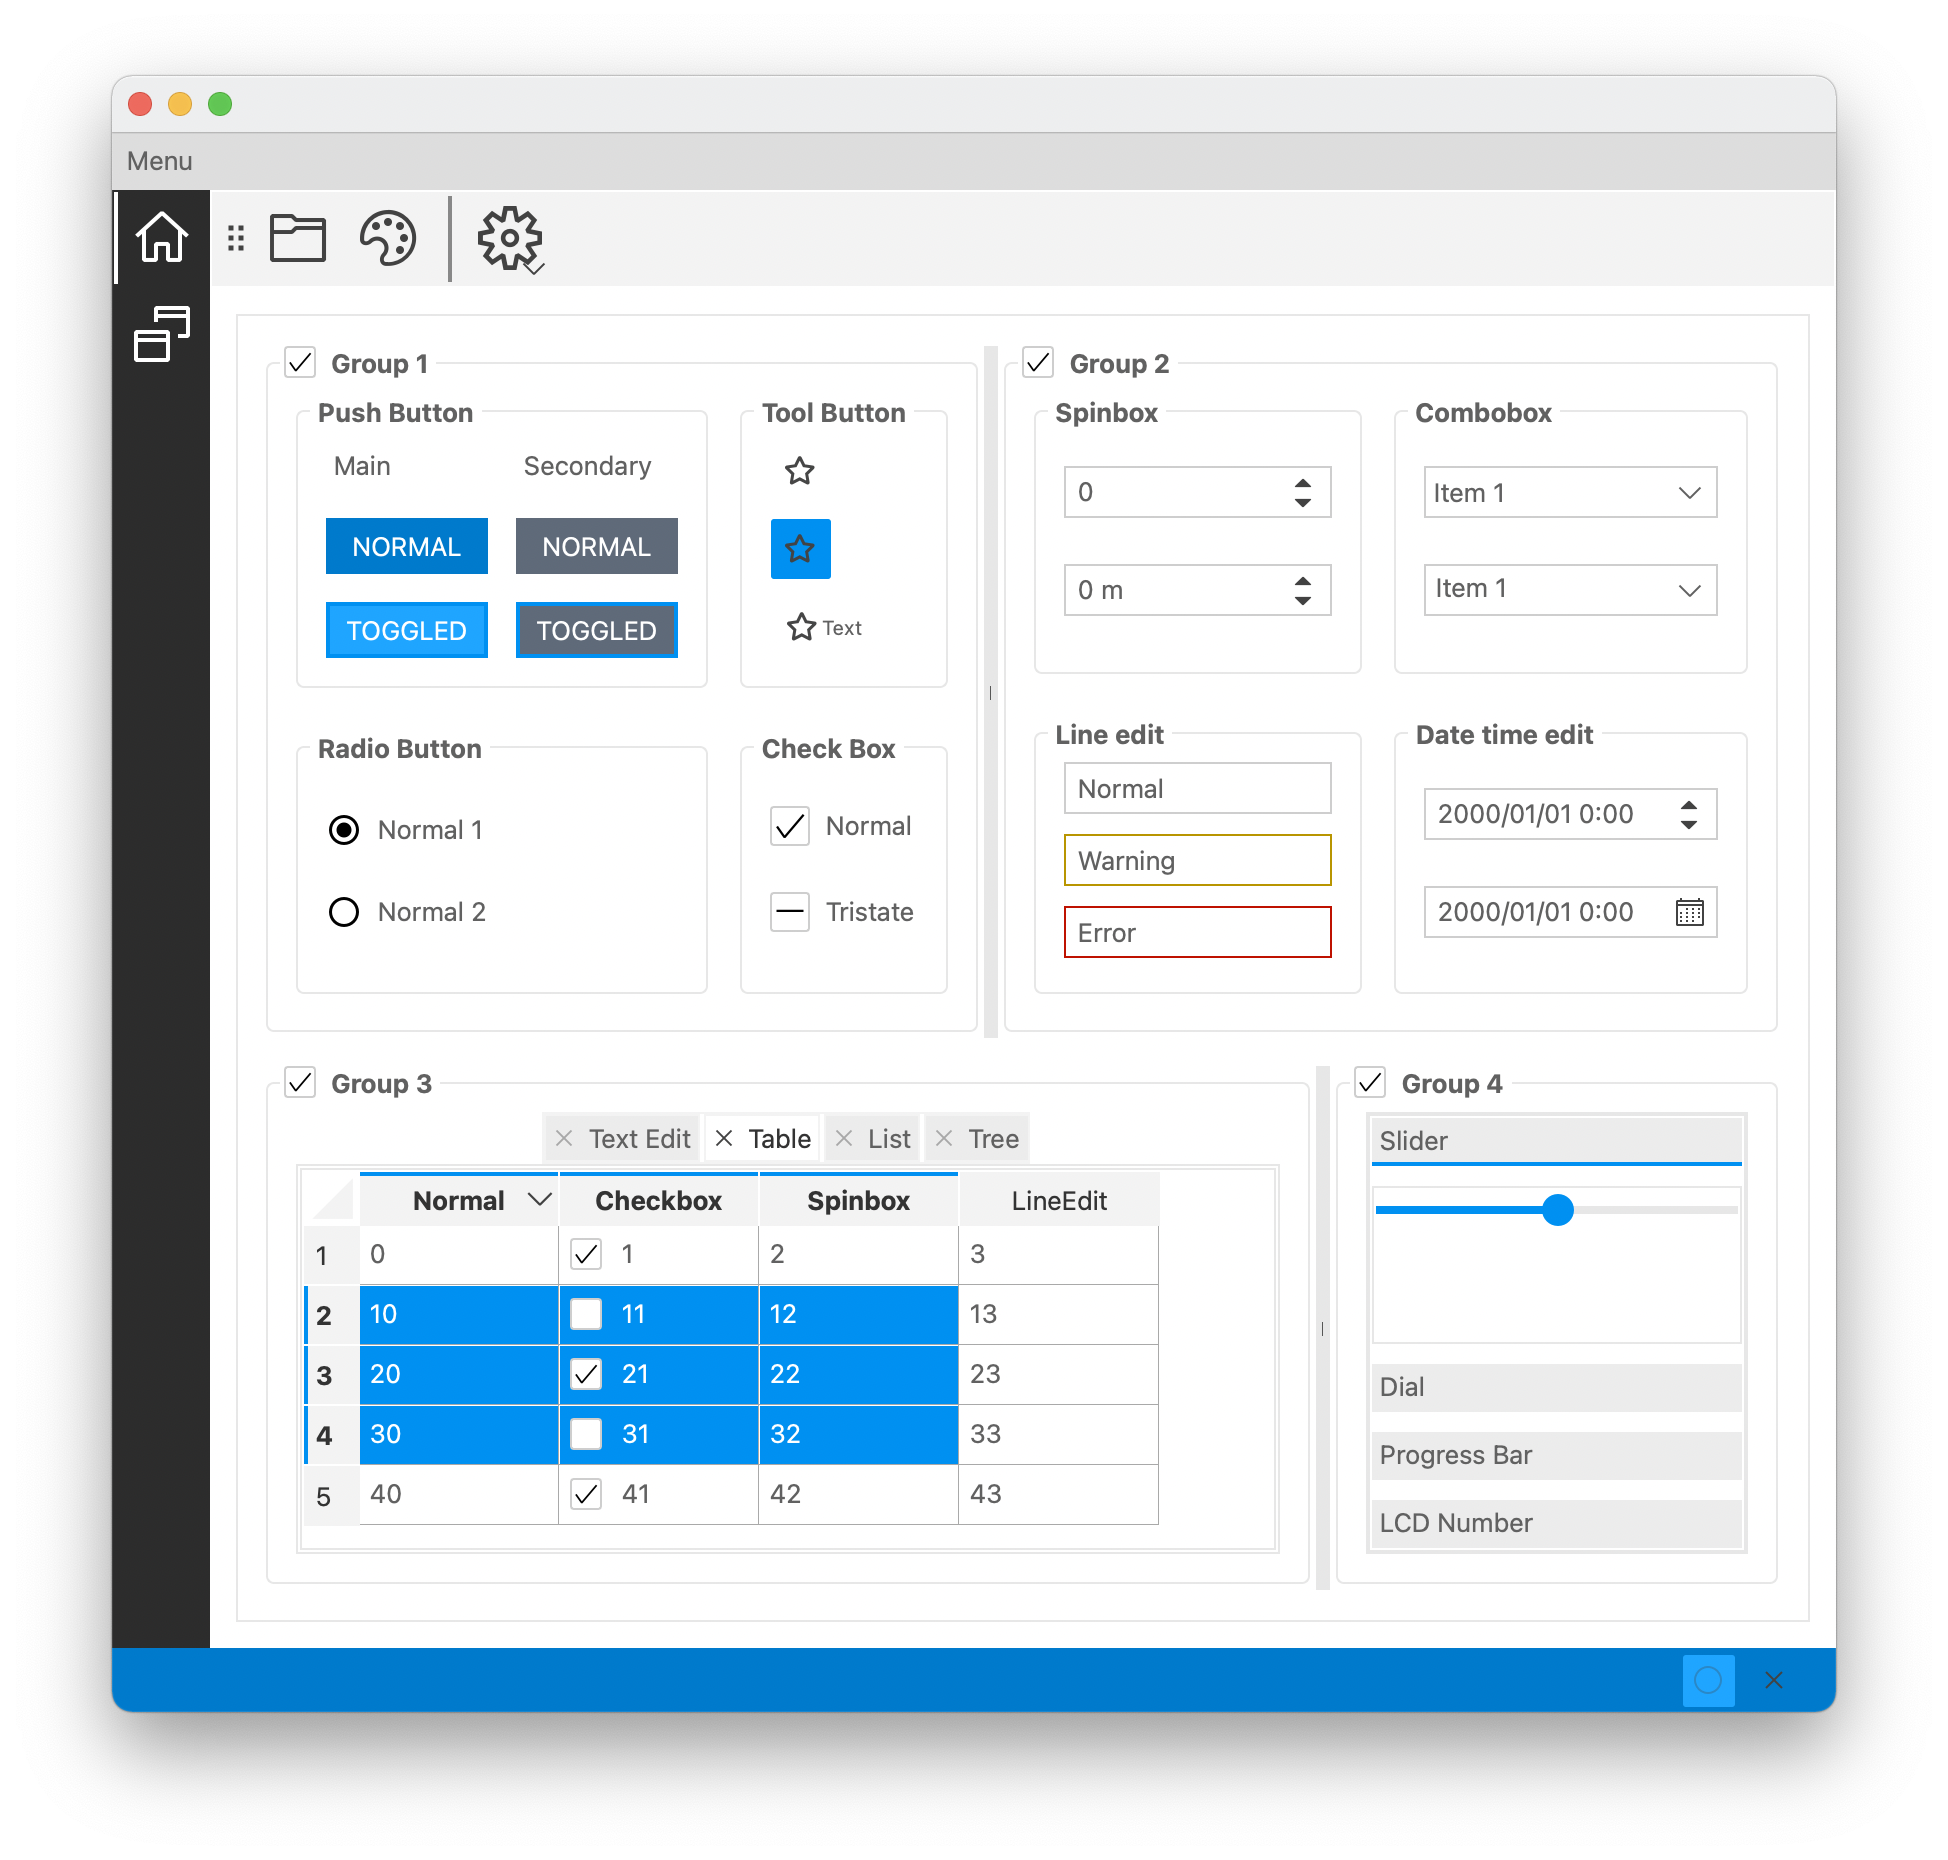 Menu
Group 1
Push Button
Main Secondary
NORMAL NORMAL
TOGGLED TOGGLED
Tool Button
Text
Radio Button
Normal 1
Normal 2
Check Box
Normal
Tristate
Group 2
Spinbox
0
0 m
Combobox
Item 1
Item 1
Line edit
Normal
Warning
Error
Date time edit
2000/01/01 0:00
2000/01/01 0:00
Group 3
Text Edit Table List Tree
Normal Checkbox Spinbox LineEdit
1 0 1 2 3
2 10 11 12 13
3 20 21 22 23
4 30 31 32 33
5 40 41 42 43
Group 4
Slider
Dial
Progress Bar
LCD Number